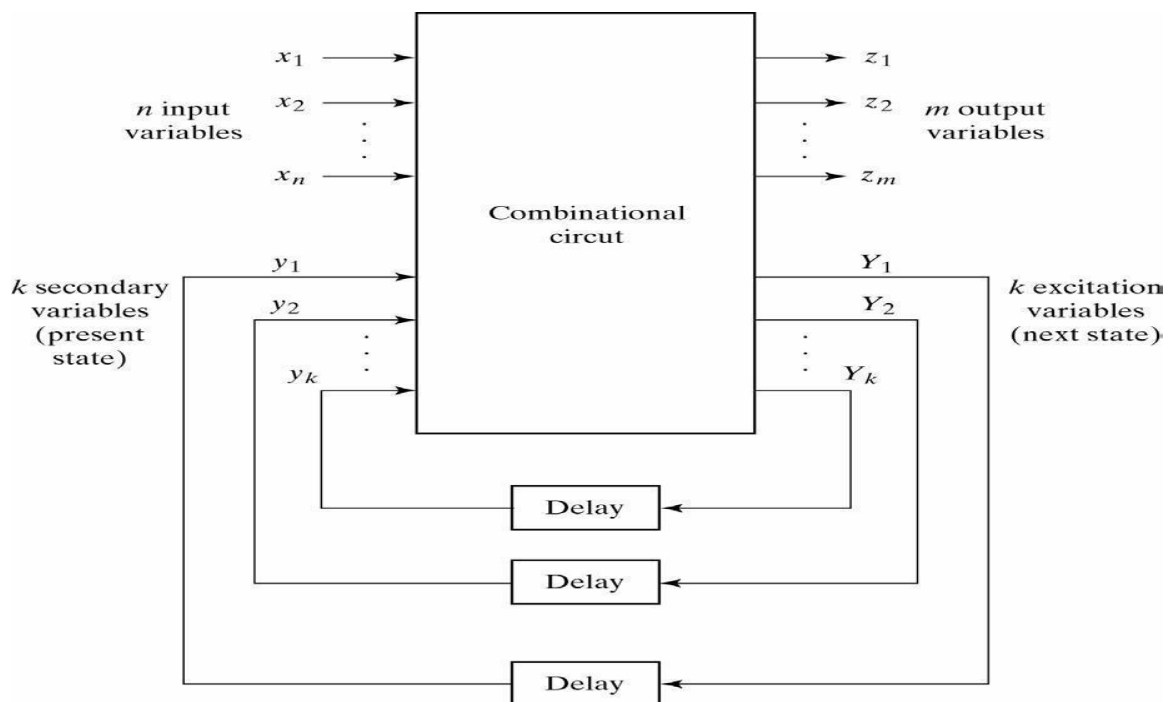 x1
z1
n input
variables
x2
z2
m output
variables
xn
zm
Combinational
circut
y1
Y1
k secondary
variables
(present
state)
y2
Y2
k excitation
variables
(next state)
yk
Yk
Delay
Delay
Delay